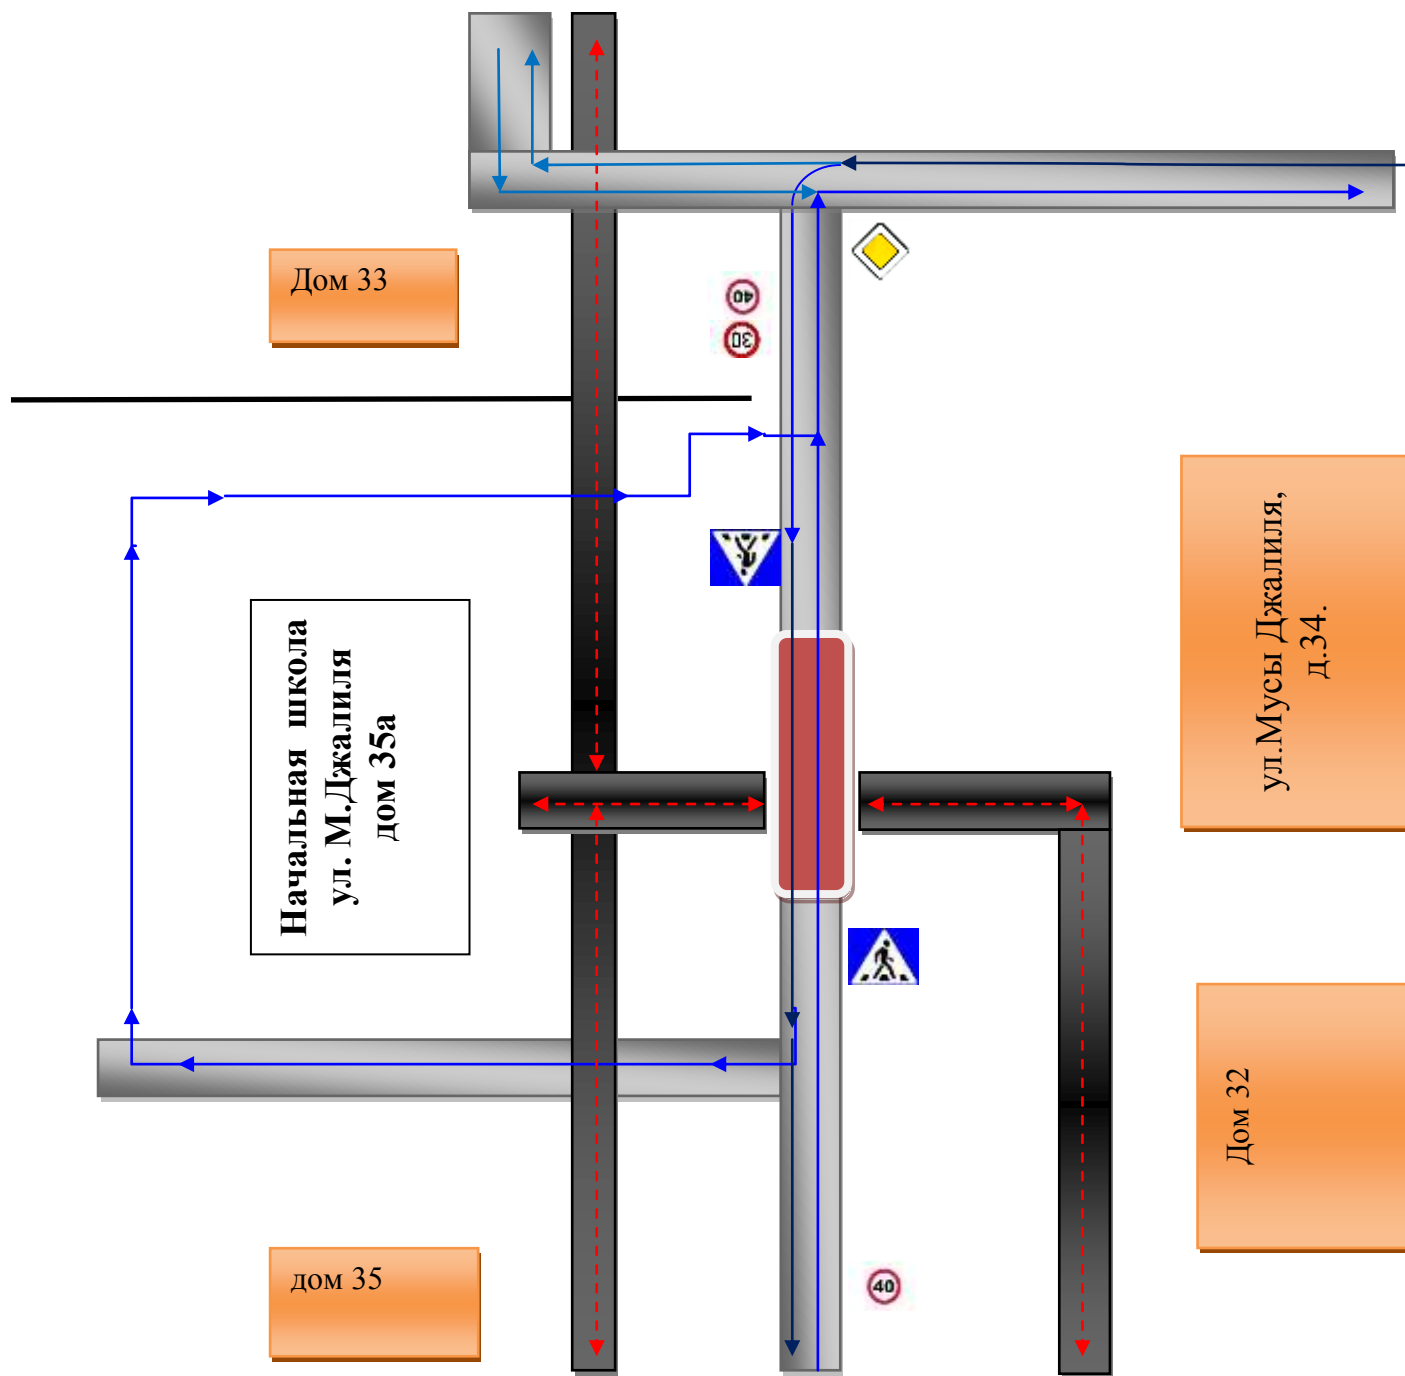 Дом 33
40
30
Начальная школа
ул. М.Джалиля
дом 35а
ул.Мусы Джалиля,
д.34.
Дом 32
дом 35
40